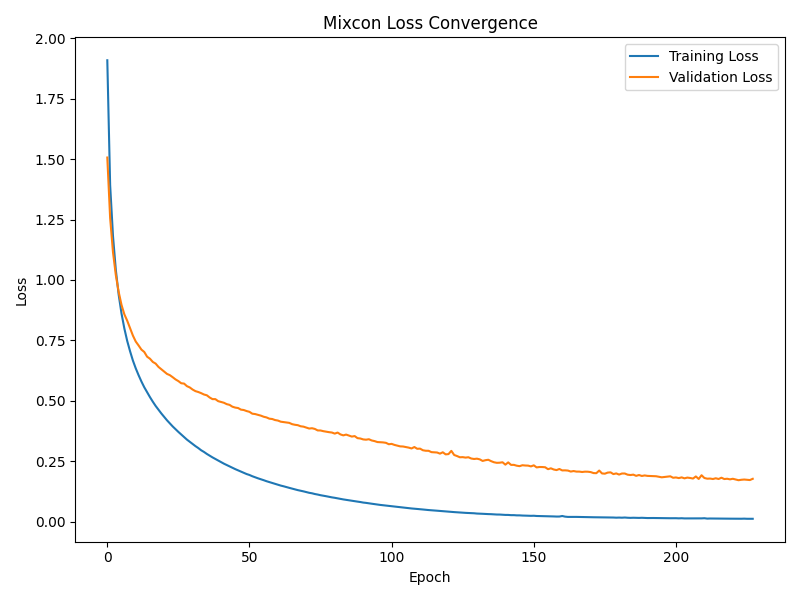 Mixcon Loss Convergence
Training Loss
Validation Loss
2.00
1.75
1.50
1.25
1.00
0.75
0.50
0.25
0.00
Loss
0
50
100
150
200
Epoch